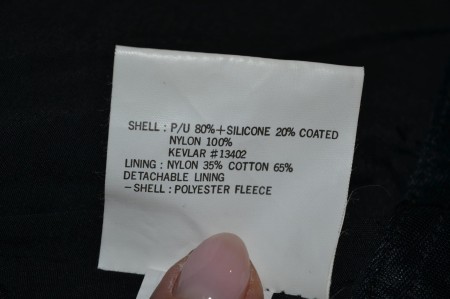 SHELL : P/U 80%+SILICONE 20% COATED
NYLON 100%
KEVLAR #13402
LINING : NYLON 35% COTTON 65%
DETACHABLE LINING
-SHELL : POLYESTER FLEECE